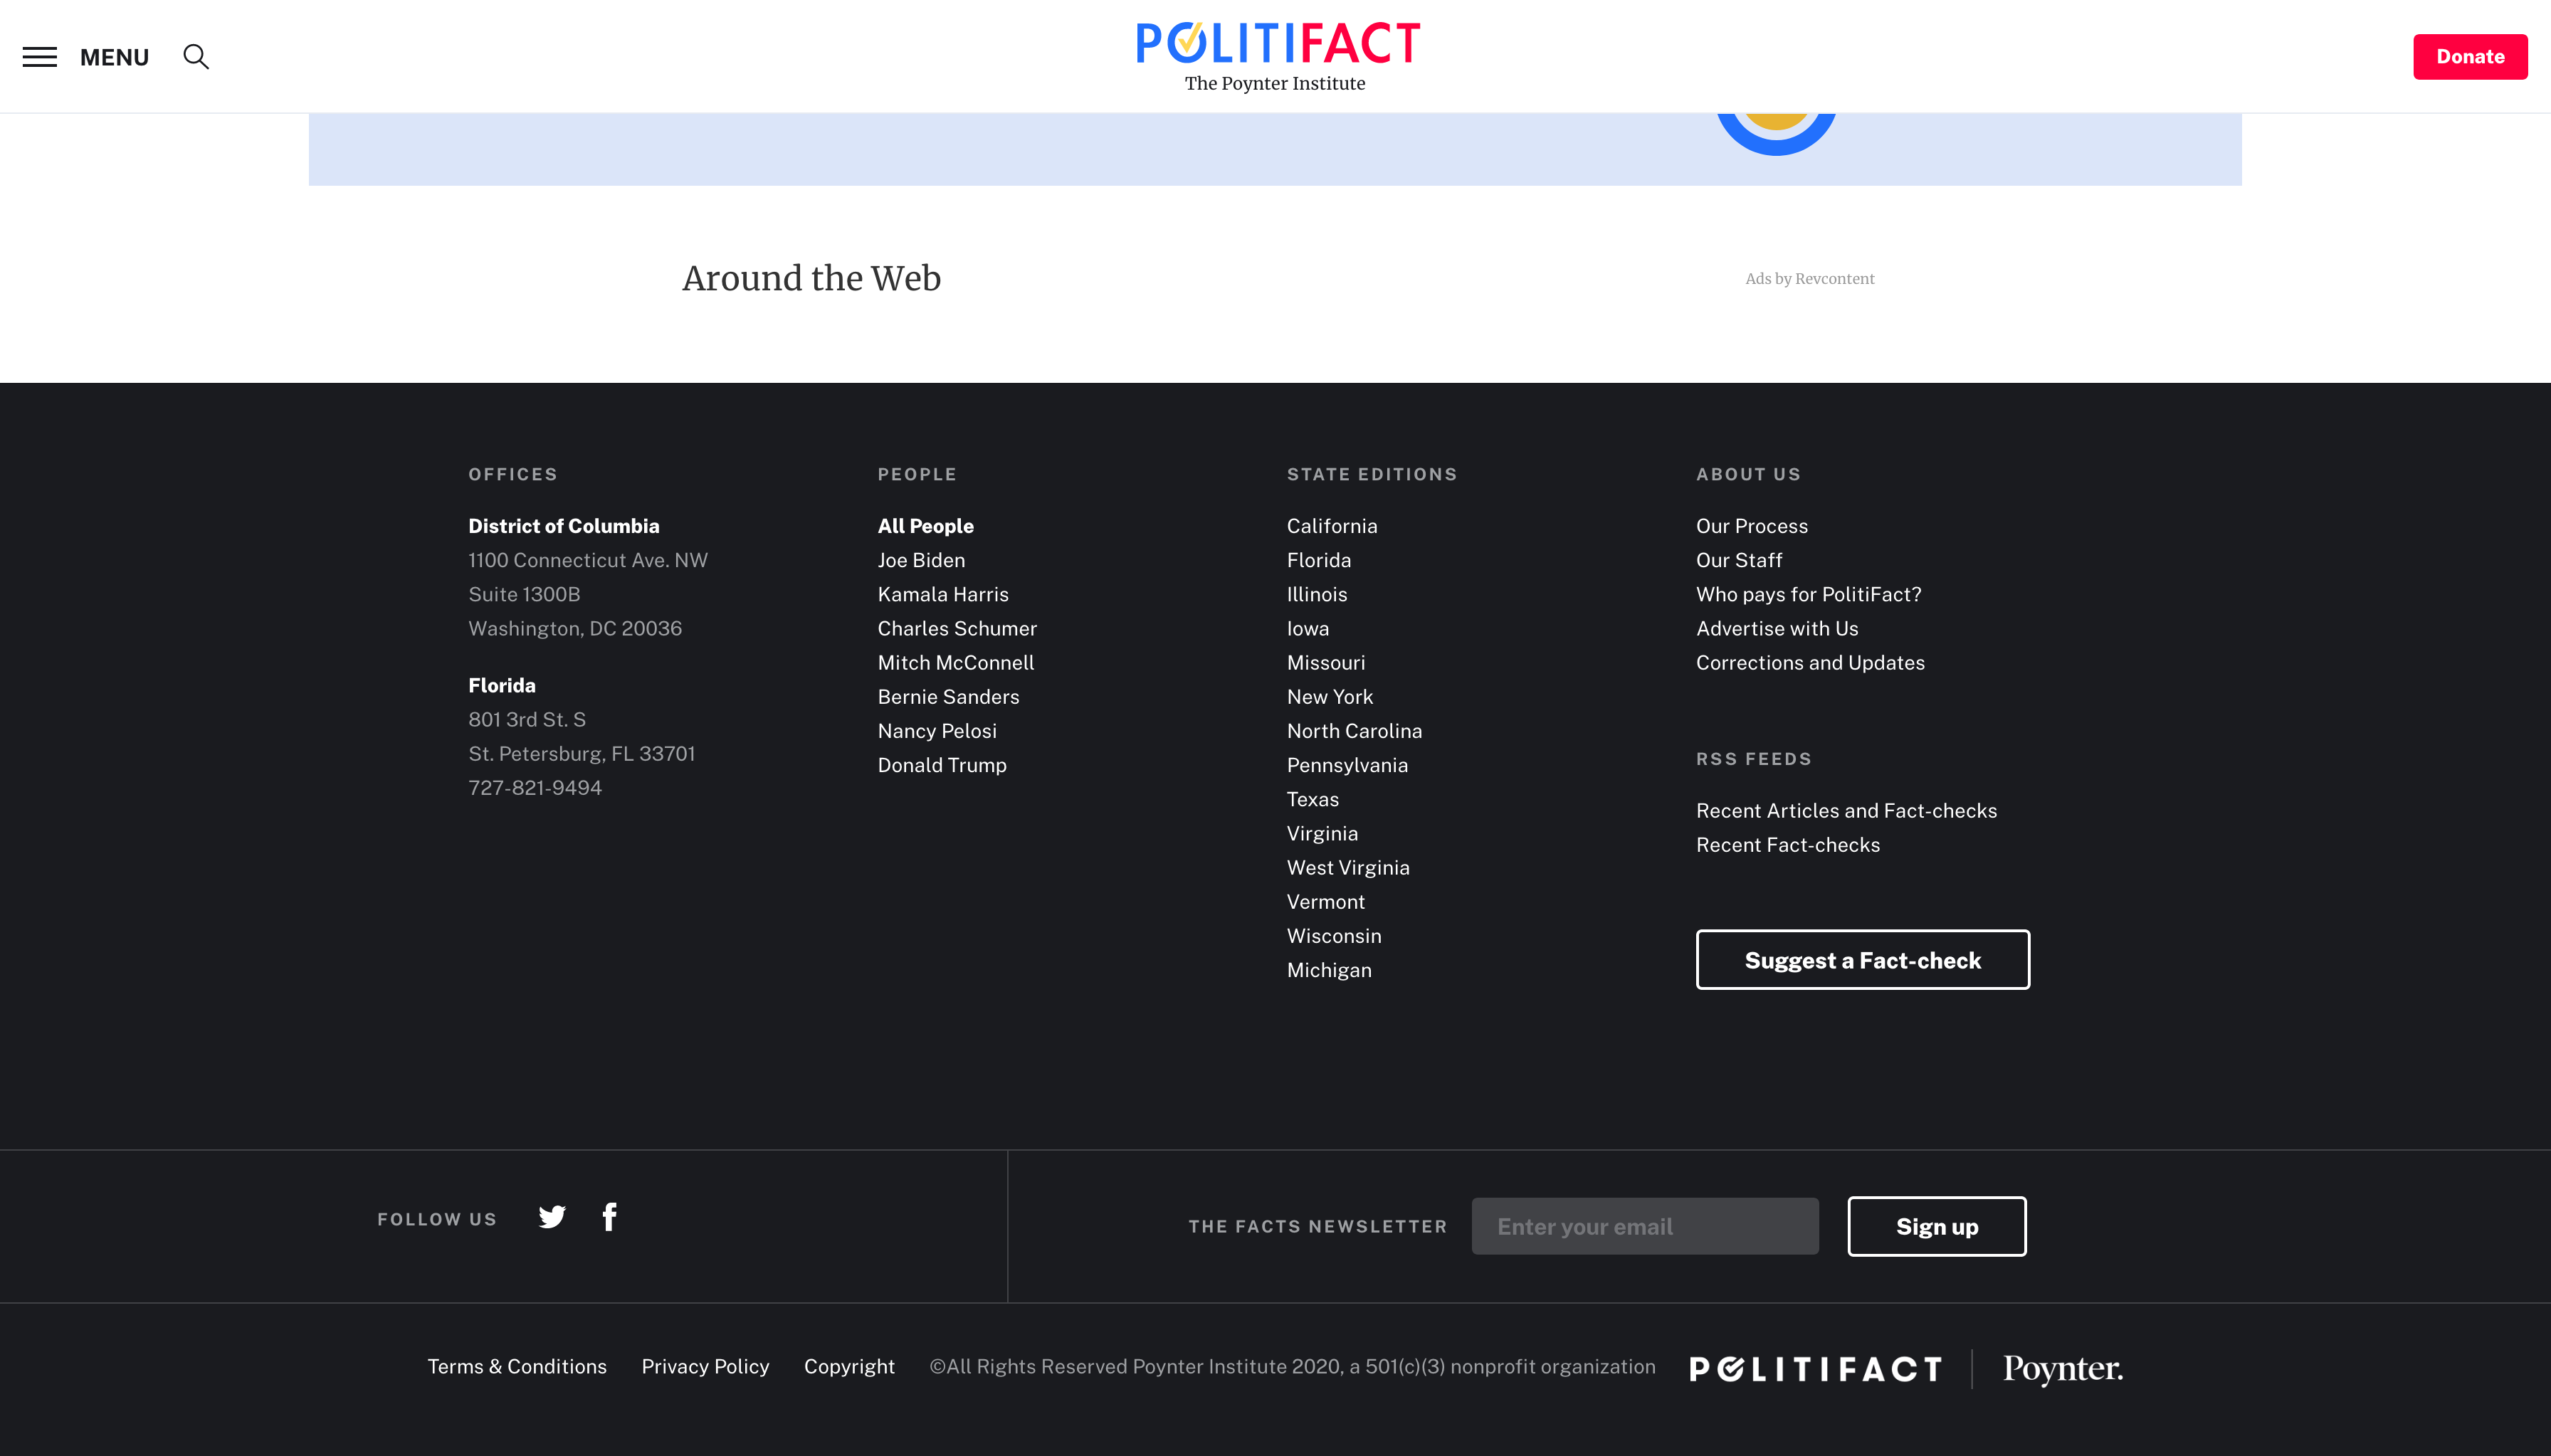 MENU
POLITIFACT
The Poynter Institute
Donate
Around the Web
Ads by Revcontent
OFFICES
District of Columbia
1100 Connecticut Ave. NW
Suite 1300B
Washington, DC 20036
Florida
801 3rd St. S
St. Petersburg, FL 33701
727-821-9494
PEOPLE
All People
Joe Biden
Kamala Harris
Charles Schumer
Mitch McConnell
Bernie Sanders
Nancy Pelosi
Donald Trump
STATE EDITIONS
California
Florida
Illinois
Iowa
Missouri
New York
North Carolina
Pennsylvania
Texas
Virginia
West Virginia
Vermont
Wisconsin
Michigan
ABOUT US
Our Process
Our Staff
Who pays for PolitiFact?
Advertise with Us
Corrections and Updates
RSS FEEDS
Recent Articles and Fact-checks
Recent Fact-checks
Suggest a Fact-check
FOLLOW US
THE FACTS NEWSLETTER
Enter your email
Sign up
Terms & Conditions
Privacy Policy
Copyright
©All Rights Reserved Poynter Institute 2020, a 501(c)(3) nonprofit organization
POLITIFACT
Poynter.